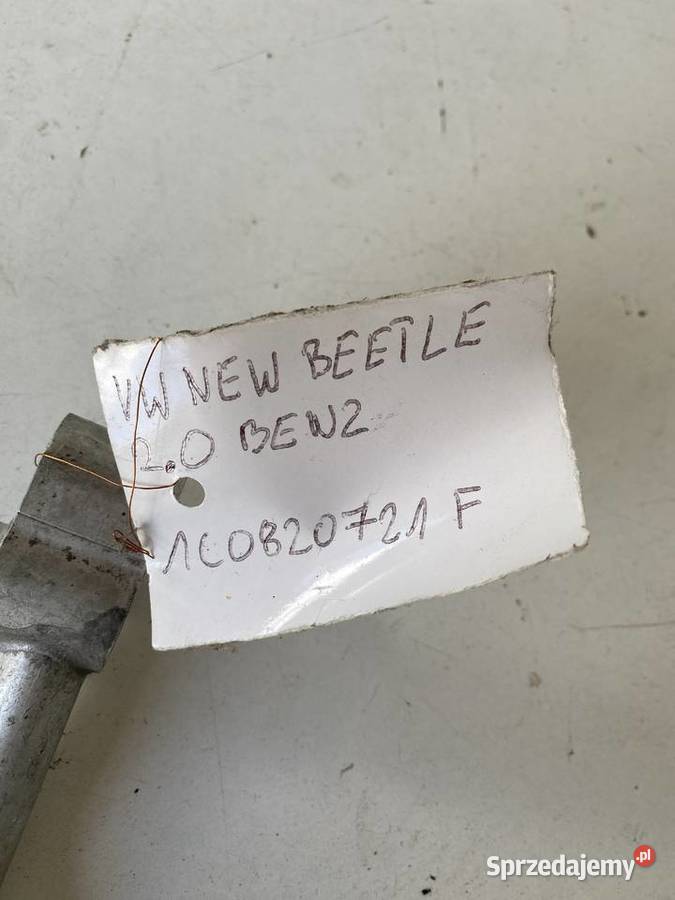 VW NEW BEETLE
2.0 BENZ
1C0820721 F
Sprzedajemy.pl